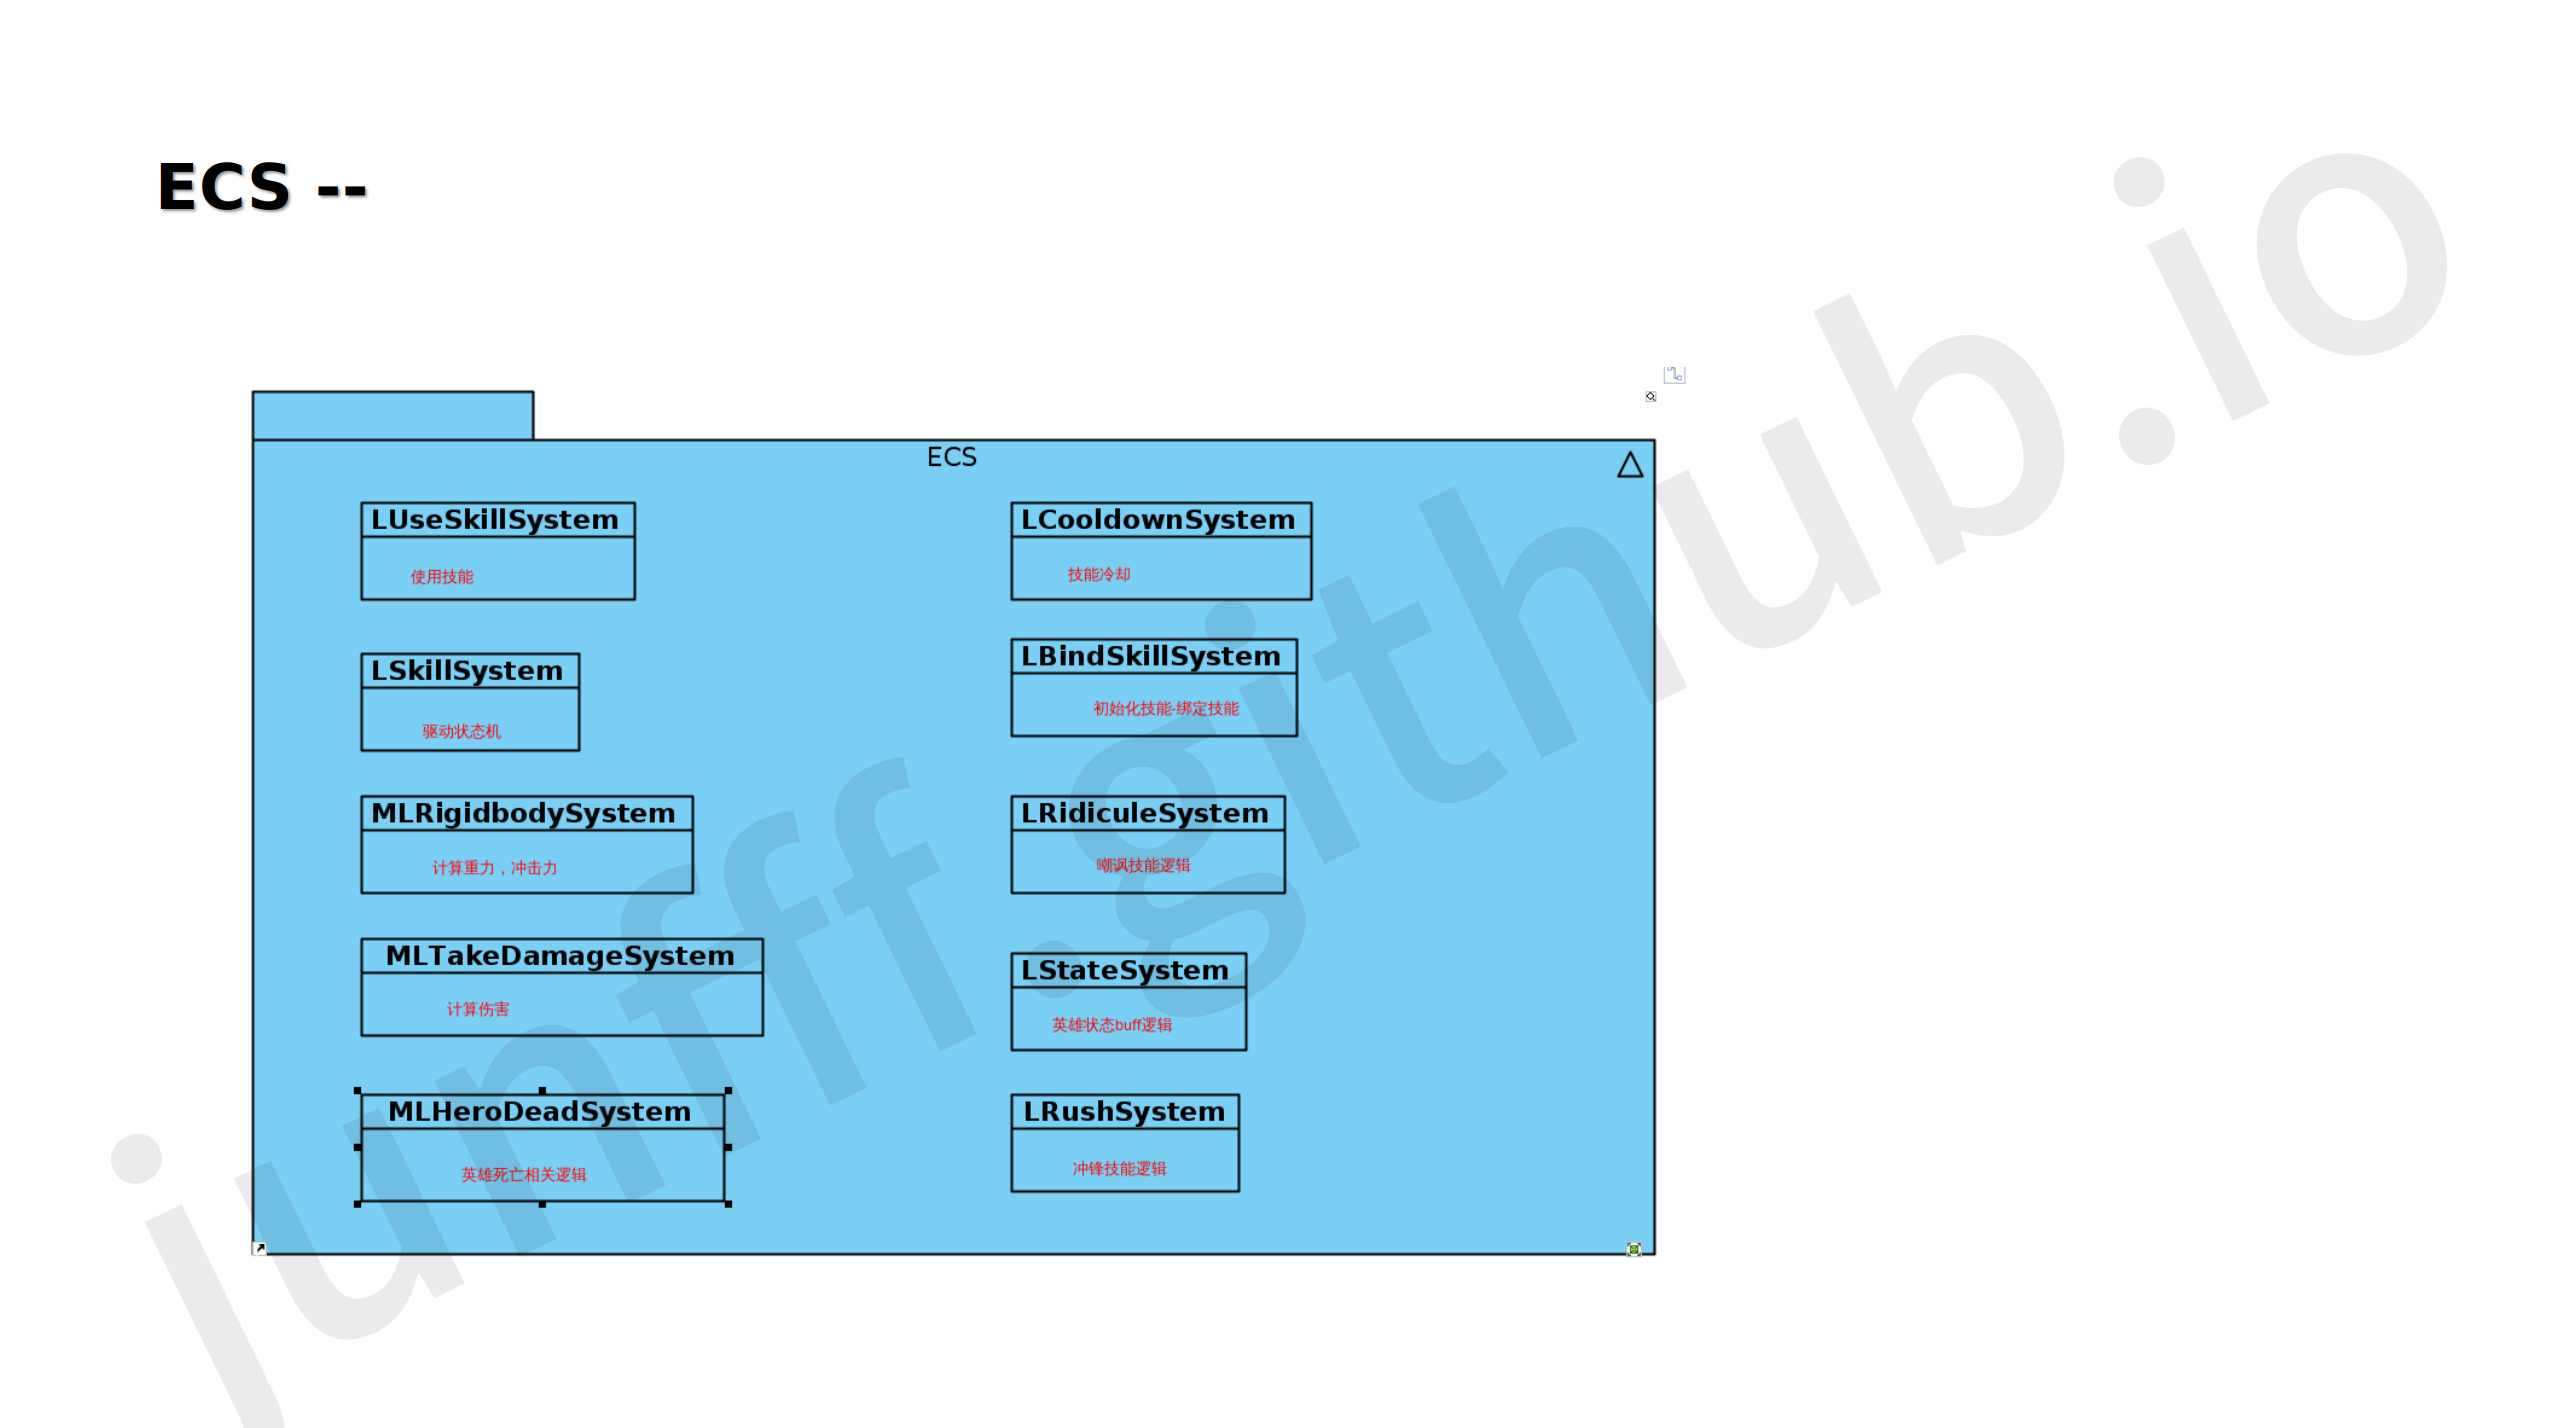 ECS --
ECS
LUseSkillSystem
使用技能
LCooldownSystem
技能冷却
LSkillSystem
驱动状态机
LBindSkillSystem
初始化技能-绑定技能
MLRigidbodySystem
计算重力，冲击力
LRidiculeSystem
嘲讽技能逻辑
MLTakeDamageSystem
计算伤害
LStateSystem
英雄状态buff逻辑
MLHeroDeadSystem
英雄死亡相关逻辑
LRushSystem
冲锋技能逻辑
junfff.github.io